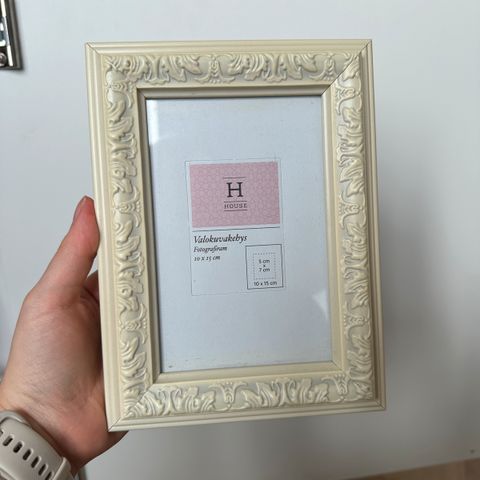 H
HOUSE
Valokuvakehys
Fotografiram
10 x 15 cm
5 cm
x
7 cm
10 x 15 cm